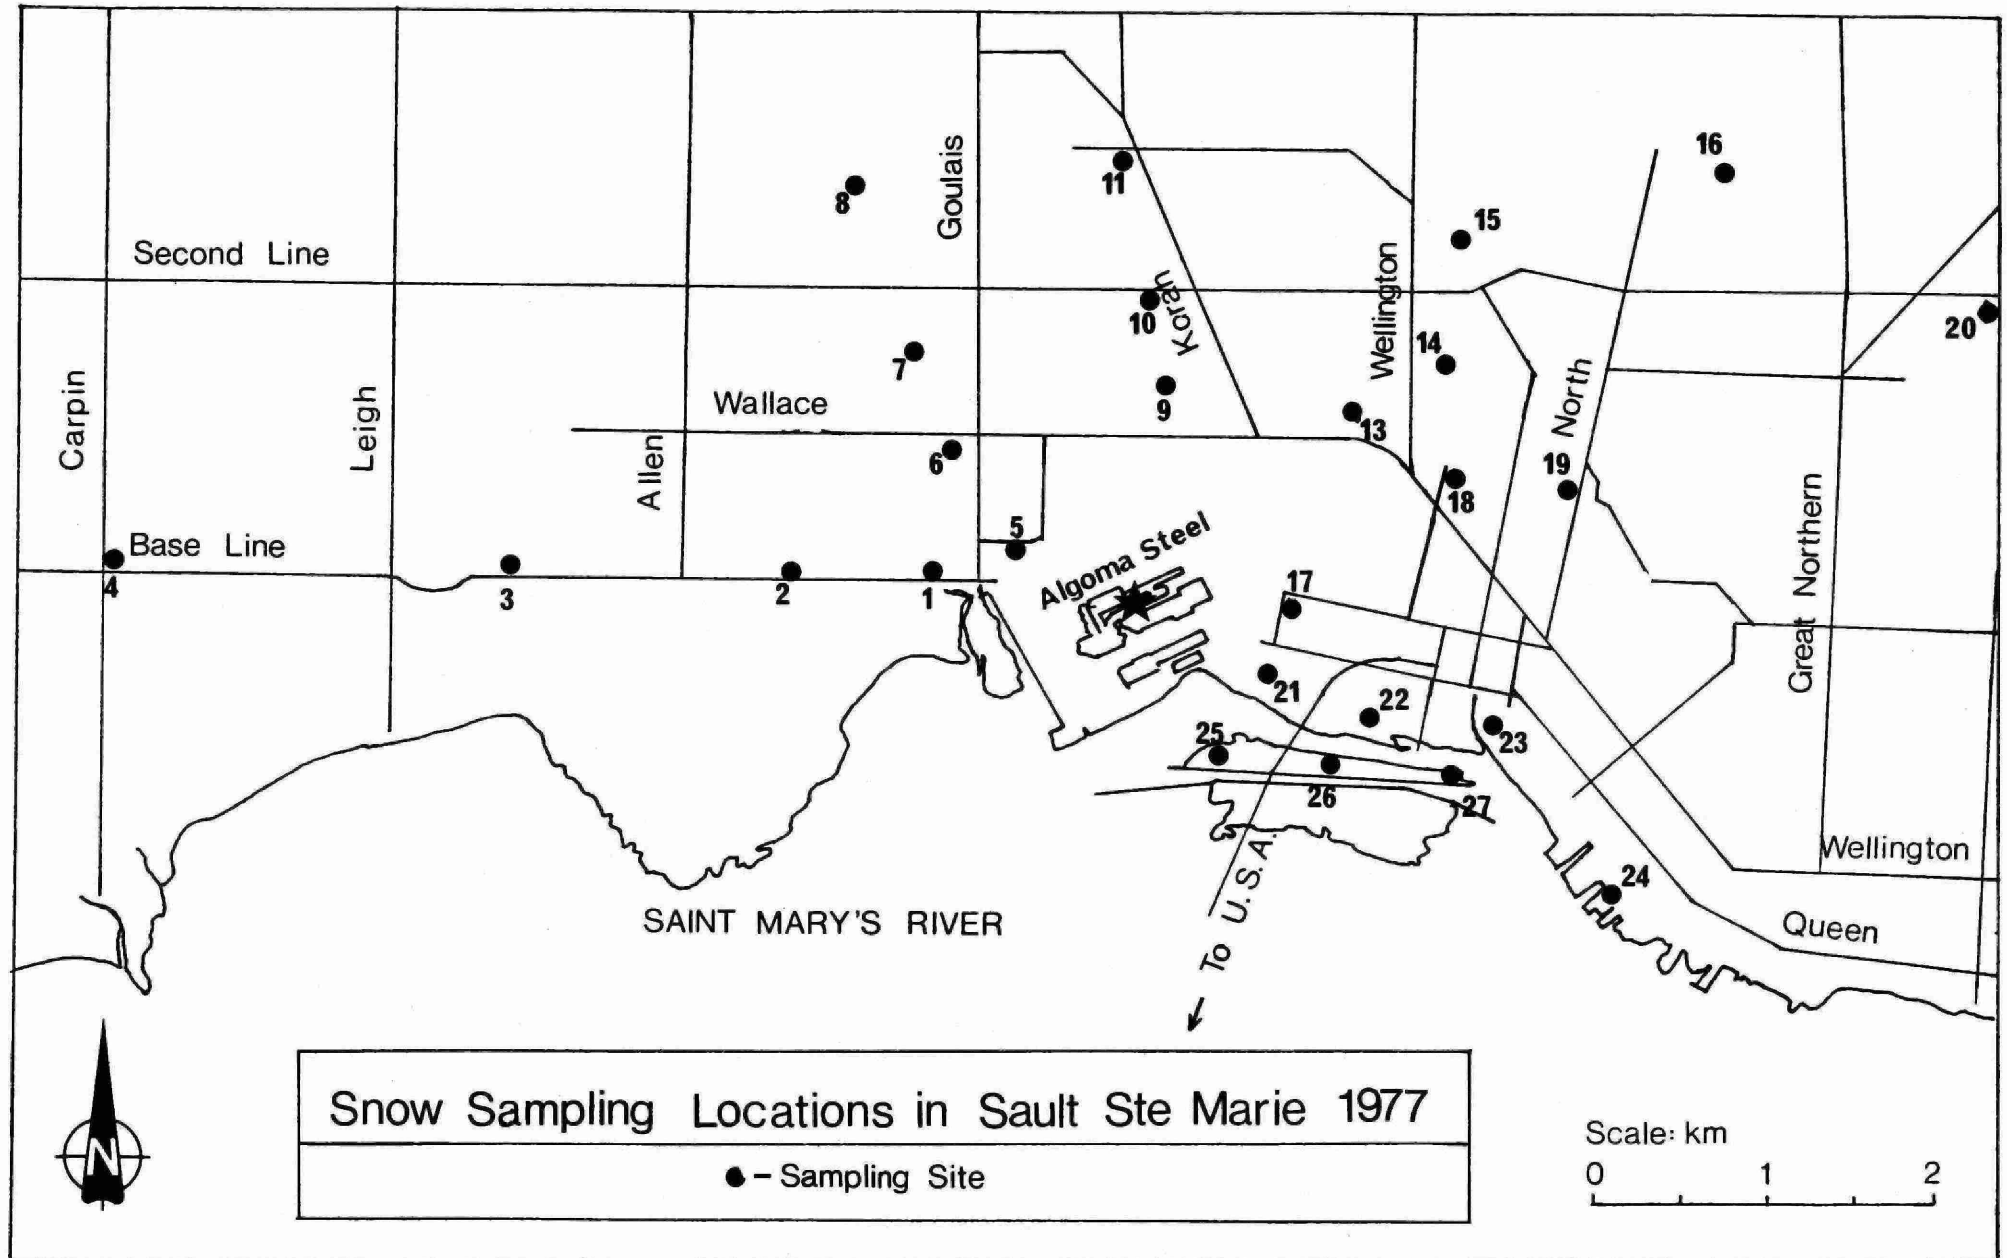 16
11
8
Goulais
15
Second Line
Koran
Wellington
10
20
14
7
Wallace
9
13
North
Carpin
Leigh
Allen
6
19
18
Great Northern
5
Base Line
Algoma Steel
4
3
2
1
17
21
22
23
25
26
27
Wellington
24
SAINT MARY'S RIVER
To U.S.A.
Queen
N
Snow Sampling Locations in Sault Ste Marie 1977
- Sampling Site
Scale: km
0 1 2